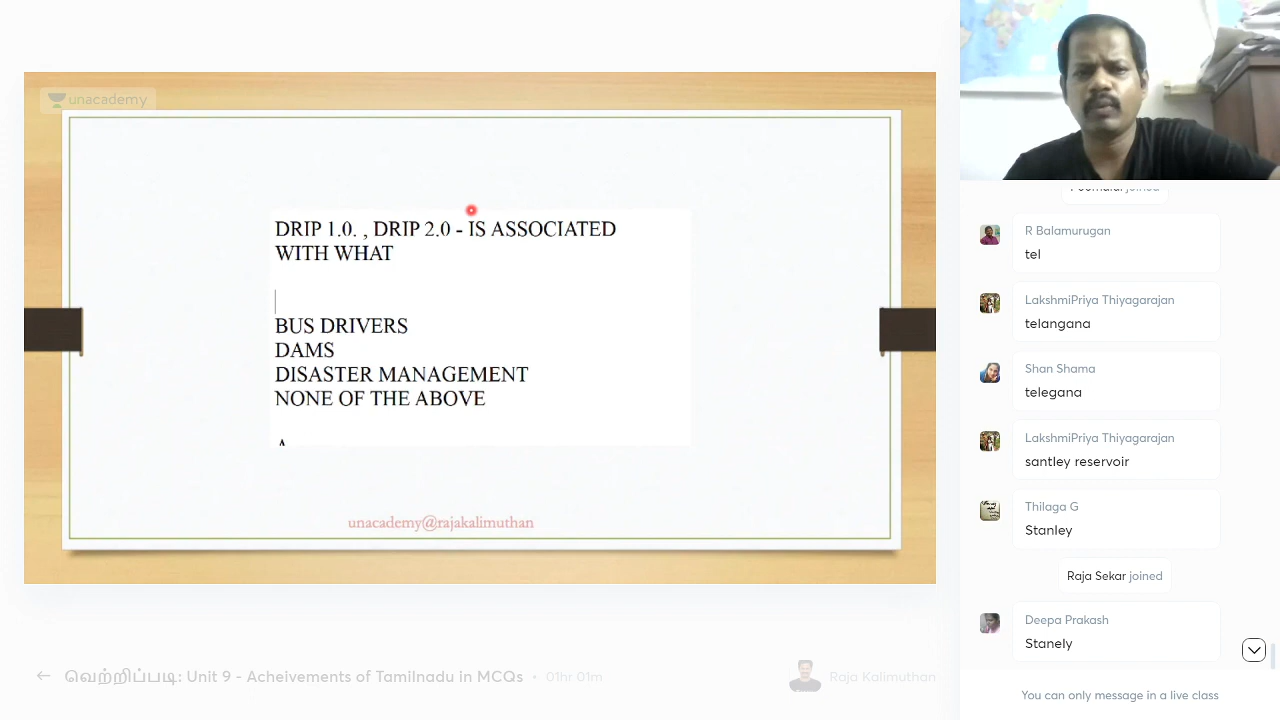 unacademy
DRIP 1.0. , DRIP 2.0 - IS ASSOCIATED
WITH WHAT
BUS DRIVERS
DAMS
DISASTER MANAGEMENT
NONE OF THE ABOVE
unacademy@rajakalimuthan
வெற்றிப்படி: Unit 9 - Acheivements of Tamilnadu in MCQs • 01hr 01m
Raja Kalimuthan
joined
R Balamurugan
tel
LakshmiPriya Thiyagarajan
telangana
Shan Shama
telegana
LakshmiPriya Thiyagarajan
santley reservoir
Thilaga G
Stanley
Raja Sekar joined
Deepa Prakash
Stanely
You can only message in a live class